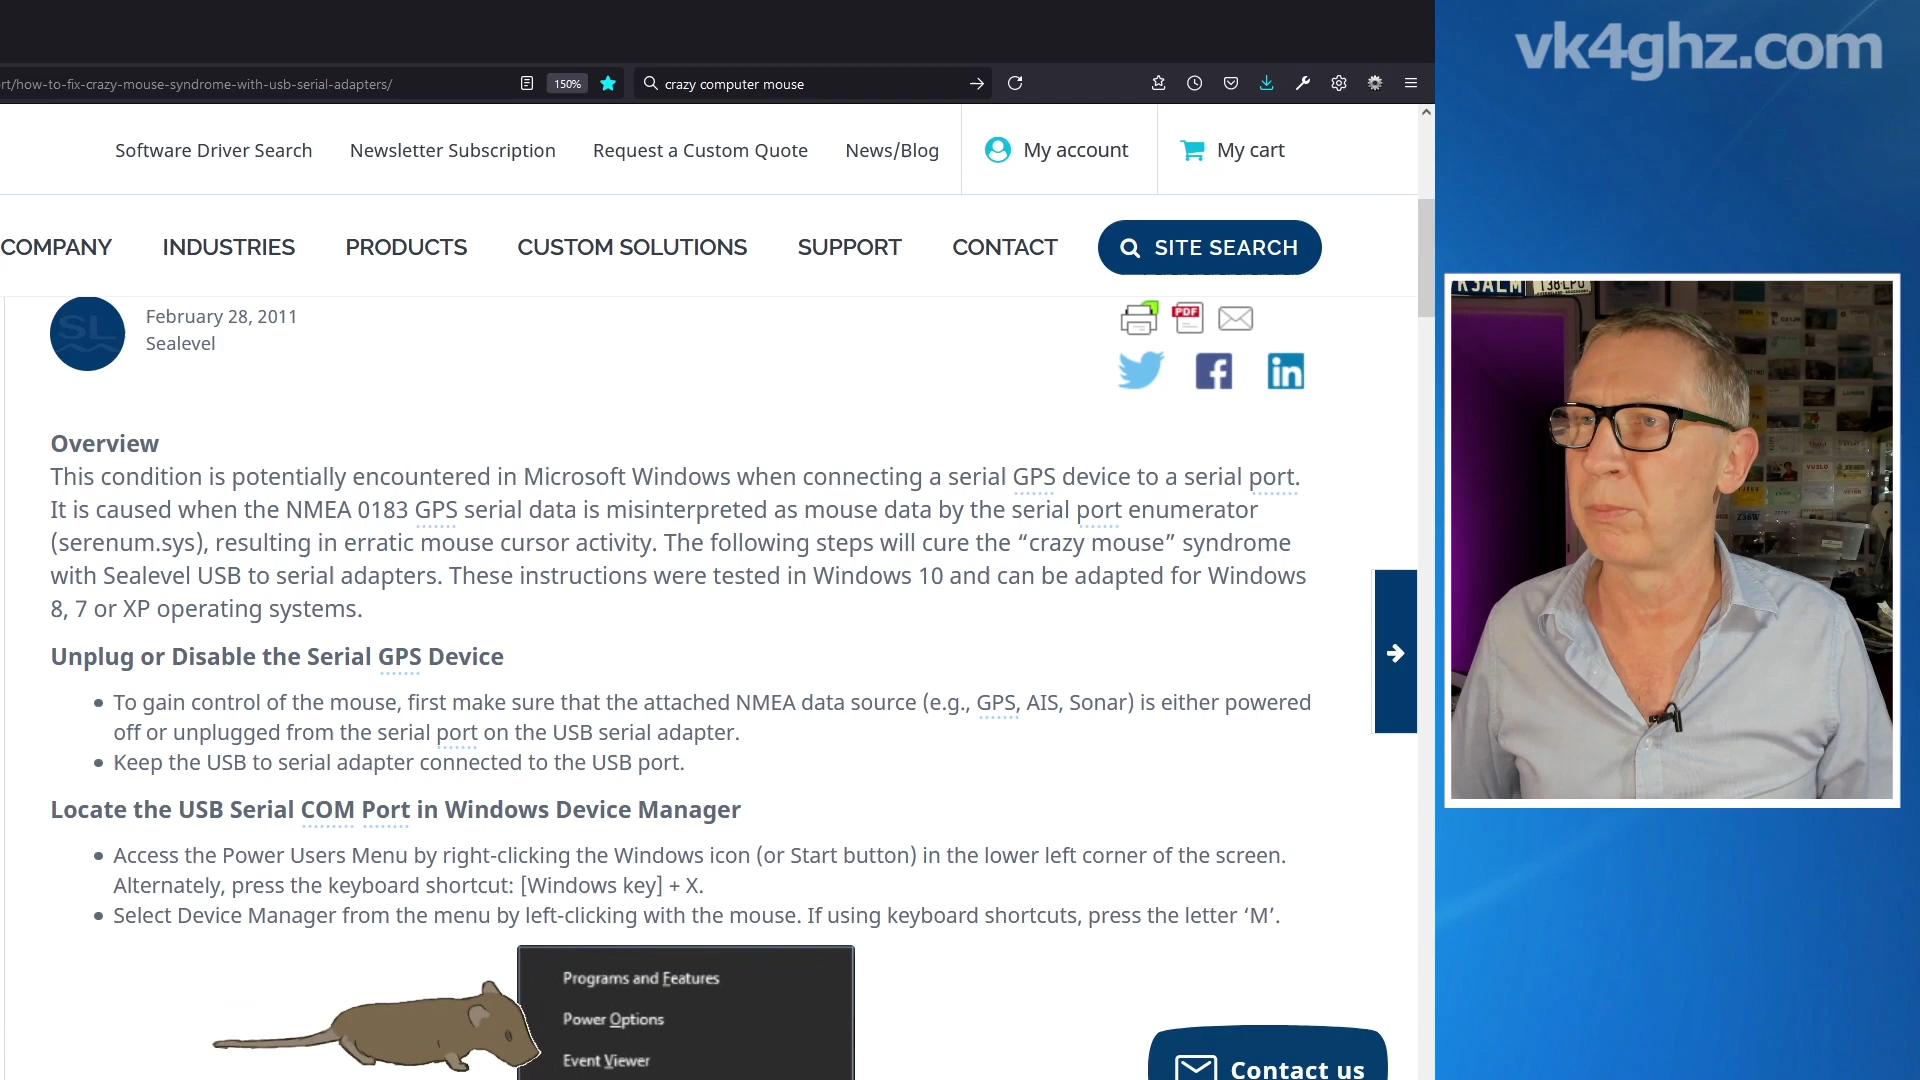 vk4ghz.com
rt/how-to-fix-crazy-mouse-syndrome-with-usb-serial-adapters/
150%
crazy computer mouse
Software Driver Search
Newsletter Subscription
Request a Custom Quote
News/Blog
My account
My cart
COMPANY
INDUSTRIES
PRODUCTS
CUSTOM SOLUTIONS
SUPPORT
CONTACT
SITE SEARCH
SL
February 28, 2011
Sealevel
PDF
in
Overview
This condition is potentially encountered in Microsoft Windows when connecting a serial GPS device to a serial port.
It is caused when the NMEA 0183 GPS serial data is misinterpreted as mouse data by the serial port enumerator
(serenum.sys), resulting in erratic mouse cursor activity. The following steps will cure the “crazy mouse” syndrome
with Sealevel USB to serial adapters. These instructions were tested in Windows 10 and can be adapted for Windows
8, 7 or XP operating systems.
Unplug or Disable the Serial GPS Device
To gain control of the mouse, first make sure that the attached NMEA data source (e.g., GPS, AIS, Sonar) is either powered
off or unplugged from the serial port on the USB serial adapter.
Keep the USB to serial adapter connected to the USB port.
Locate the USB Serial COM Port in Windows Device Manager
Access the Power Users Menu by right-clicking the Windows icon (or Start button) in the lower left corner of the screen.
Alternately, press the keyboard shortcut: [Windows key] + X.
Select Device Manager from the menu by left-clicking with the mouse. If using keyboard shortcuts, press the letter ‘M’.
Programs and Features
Power Options
Event Viewer
Contact us